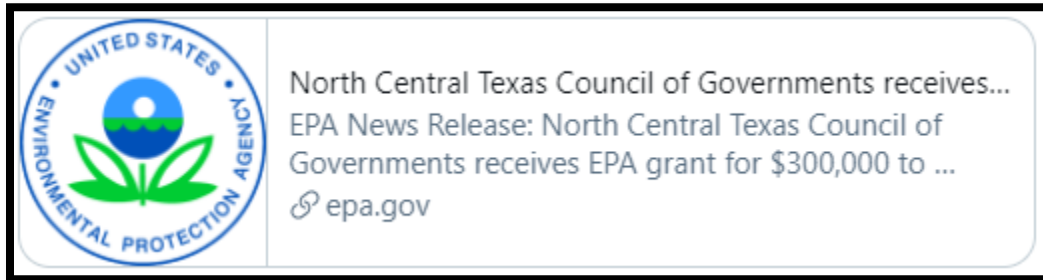 UNITED STATES
ENVIRONMENTAL PROTECTION AGENCY
North Central Texas Council of Governments receives...
EPA News Release: North Central Texas Council of
Governments receives EPA grant for $300,000 to ...
epa.gov